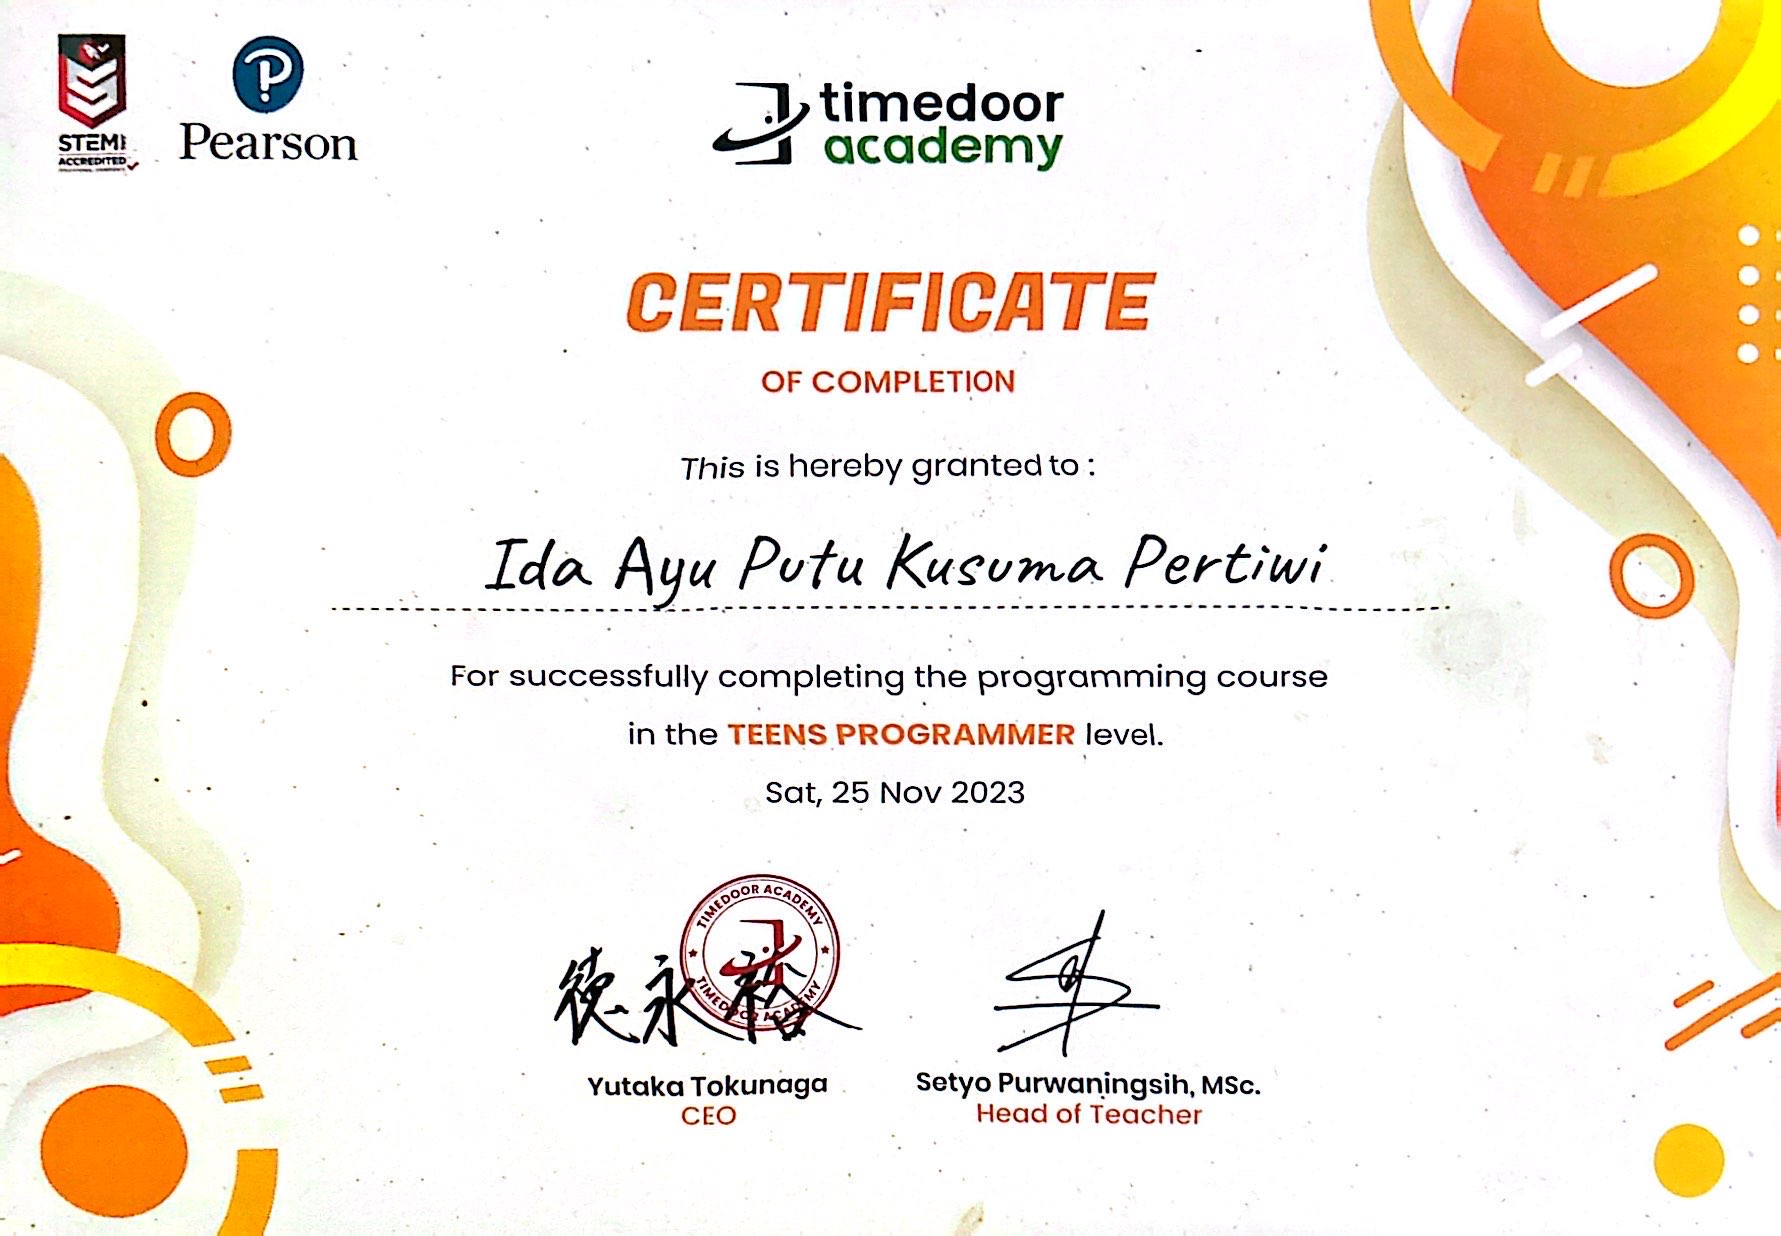 STEM
ACCREDITED
Pearson
timedoor
academy
CERTIFICATE
OF COMPLETION
This is hereby granted to :
Ida Ayu Putu Kusuma Pertiwi
For successfully completing the programming course
in the TEENS PROGRAMMER level.
Sat, 25 Nov 2023
TIMEDOOR ACADEMY
TIMEDOOR ACADEMY
徳永裕
Yutaka Tokunaga
CEO
Setyo Purwaningsih, MSc.
Head of Teacher